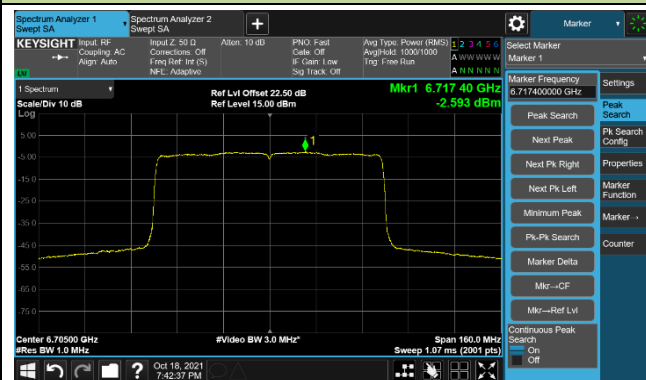 Spectrum Analyzer 1
Swept SA
Spectrum Analyzer 2
Swept SA
Marker
KEYSIGHT
Input: RF
Coupling: AC
Align: Auto
Input Z: 50 Ω
Corrections: Off
Freq Ref: Int (S)
NFE: Adaptive
Atten: 10 dB
PNO: Fast
Gate: Off
IF Gain: Low
Sig Track: Off
Avg Type: Power (RMS)
Avg|Hold: 1000/1000
Trig: Free Run
1 2 3 4 5 6
A W W W W W
A N N N N N
Select Marker
Marker 1
LXI
1 Spectrum
Scale/Div 10 dB
Log
Ref Lvl Offset 22.50 dB
Ref Level 15.00 dBm
Mkr1 6.717 40 GHz
-2.593 dBm
1
5.00
-5.00
-15.0
-25.0
-35.0
-45.0
-55.0
-65.0
-75.0
Center 6.70500 GHz
#Res BW 1.0 MHz
#Video BW 3.0 MHz*
Span 160.0 MHz
Sweep 1.07 ms (2001 pts)
Marker Frequency
6.717400000 GHz
Peak Search
Next Peak
Next Pk Right
Next Pk Left
Minimum Peak
Pk-Pk Search
Marker Delta
Mkr→CF
Mkr→Ref Lvl
Continuous Peak
Search
On
Off
Settings
Peak
Search
Pk Search
Config
Properties
Marker
Function
Marker→
Counter
Oct 18, 2021
7:42:37 PM